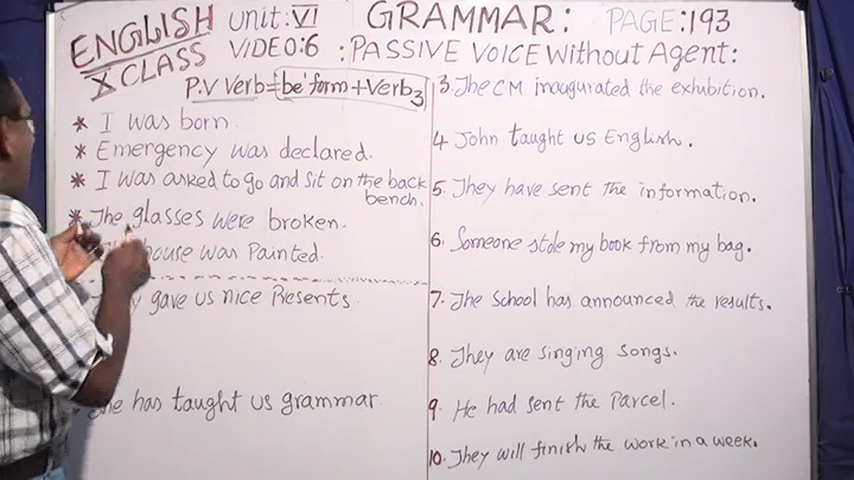 ENGLISH
X CLASS
Unit: VI
VIDEO:6
GRAMMAR: PAGE:193
: PASSIVE VOICE Without Agent:
P.V Verb = 'be' form + Verb3
* I was born.
* Emergency was declared.
* I was asked to go and sit on the back
bench.
* The glasses were broken.
house was Painted.
gave us nice Presents
has taught us grammar.
3. The CM inaugurated the exhubition.
4 John taught us English.
5. They have sent the information.
6. Someone stole my book from my bag.
7. The School has announced the results.
8. They are singing songs.
9. He had sent the Parcel.
10. They will finish the work in a week.